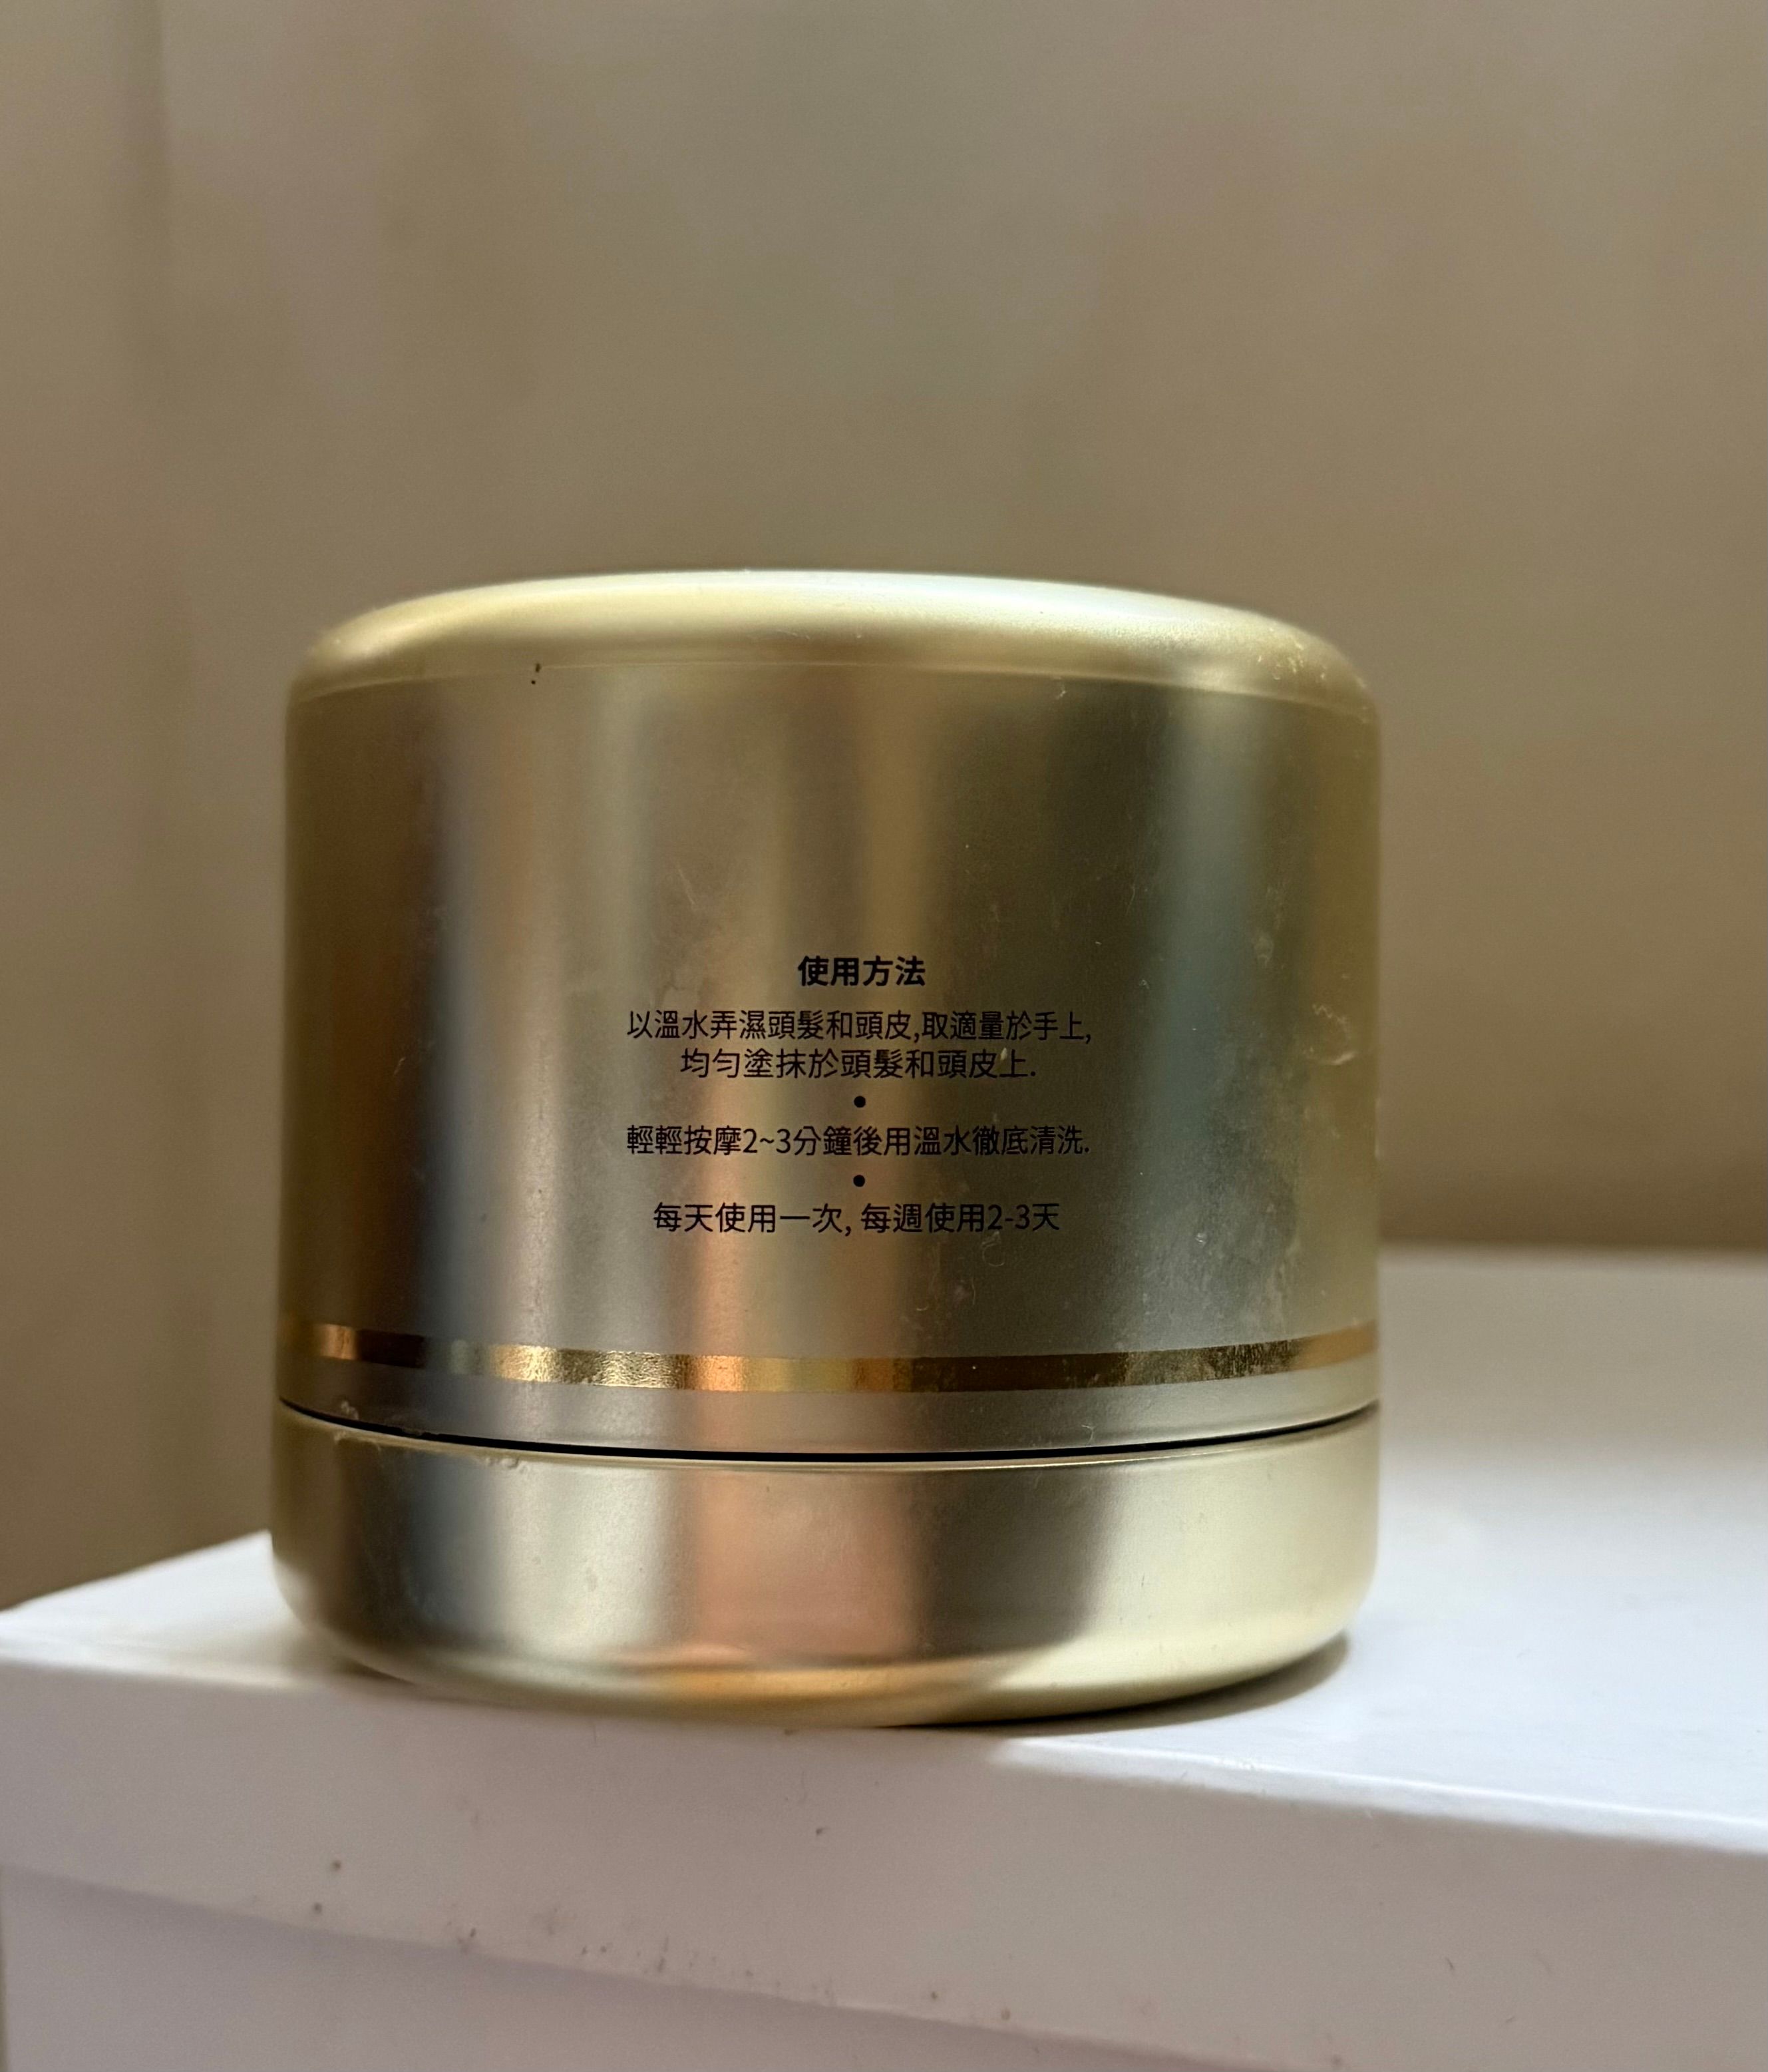 使用方法
以溫水弄濕頭髮和頭皮,取適量於手上,
均勻塗抹於頭髮和頭皮上.
•
輕輕按摩2~3分鐘後用溫水徹底清洗.
•
每天使用一次, 每週使用2-3天